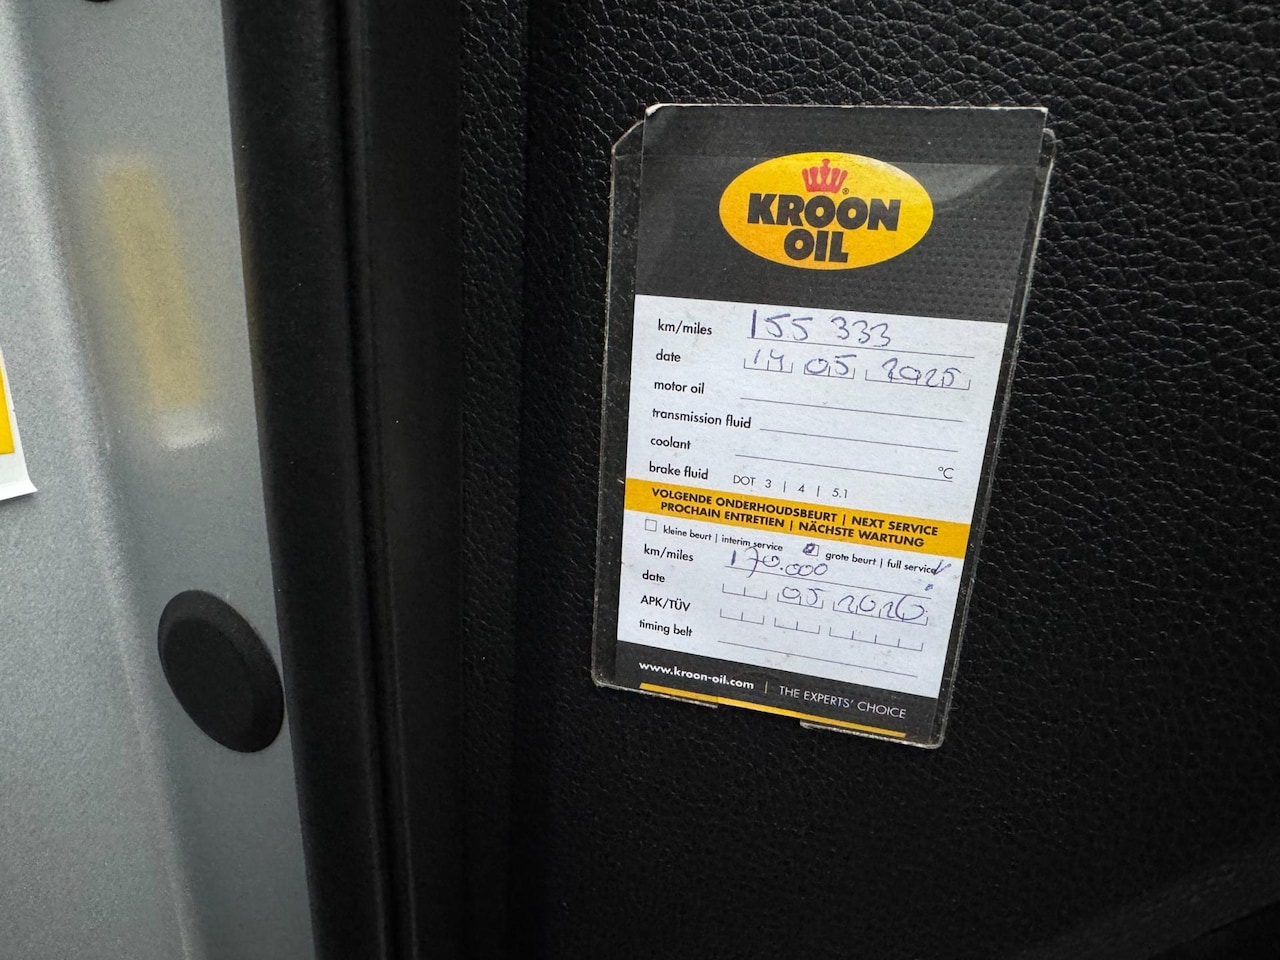 KROON
OIL
km/miles 155 333
date 14 05 2025
motor oil
transmission fluid
coolant °C
brake fluid DOT 3 | 4 | 5.1
VOLGENDE ONDERHOUDSBEURT | NEXT SERVICE
PROCHAIN ENTRETIEN | NÄCHSTE WARTUNG
kleine beurt | interim service grote beurt | full service
km/miles 170.000
date 05 2026
APK/TÜV
timing belt
www.kroon-oil.com | THE EXPERTS' CHOICE